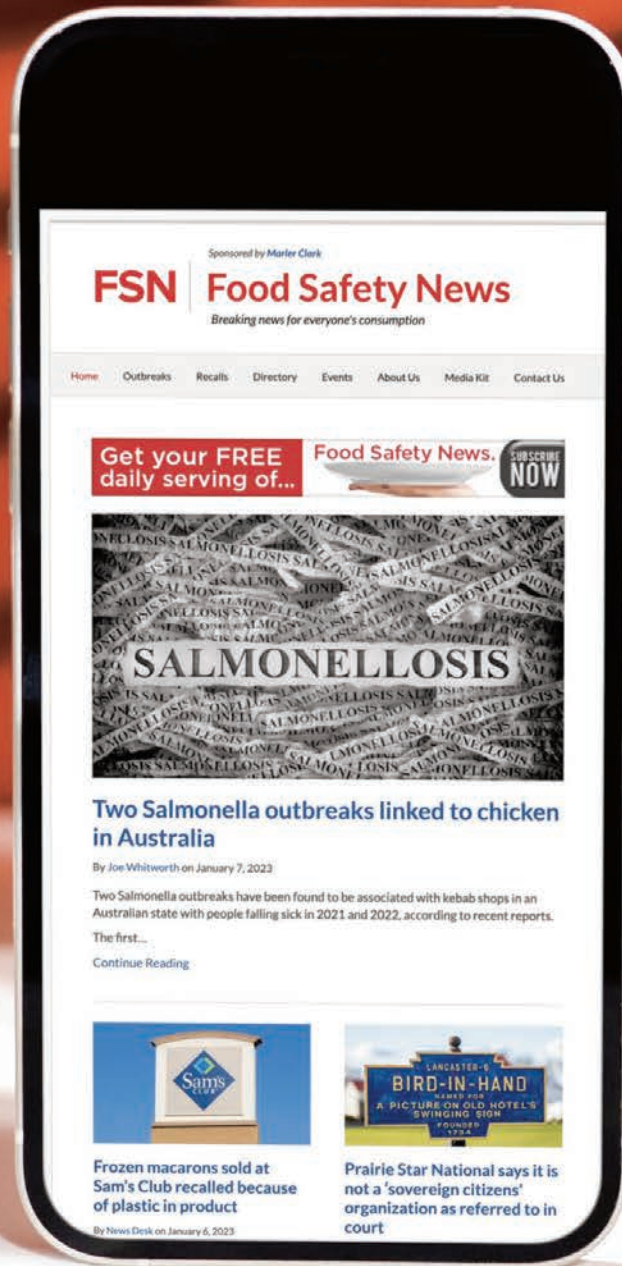 Sponsored by Marler Clark
FSN
Food Safety News
Breaking news for everyone's consumption
Home Outbreaks Recalls Directory Events About Us Media Kit Contact Us
Get your FREE
daily serving of...
Food Safety News.
SUBSCRIBE
NOW
SALMONELLOSIS
Two Salmonella outbreaks linked to chicken
in Australia
By Joe Whitworth on January 7, 2023
Two Salmonella outbreaks have been found to be associated with kebab shops in an
Australian state with people falling sick in 2021 and 2022, according to recent reports.
The first...
Continue Reading
Sam's
CLUB
Frozen macarons sold at
Sam's Club recalled because
of plastic in product
By News Desk on January 6, 2023
LANCASTER-6
BIRD-IN-HAND
NAMED FOR
A PICTURE ON OLD HOTEL'S
SWINGING SIGN
FOUNDED
1734
Prairie Star National says it is
not a 'sovereign citizens'
organization as referred to in
court